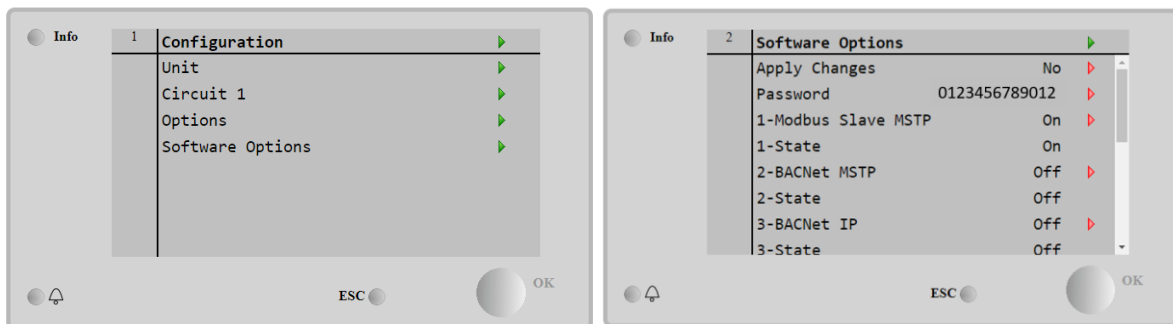 Info
1
Configuration
Unit
Circuit 1
Options
Software Options
ESC
OK
Info
2
Software Options
Apply Changes No
Password 0123456789012
1-Modbus Slave MSTP On
1-State On
2-BACNet MSTP Off
2-State Off
3-BACNet IP Off
3-State Off
ESC
OK